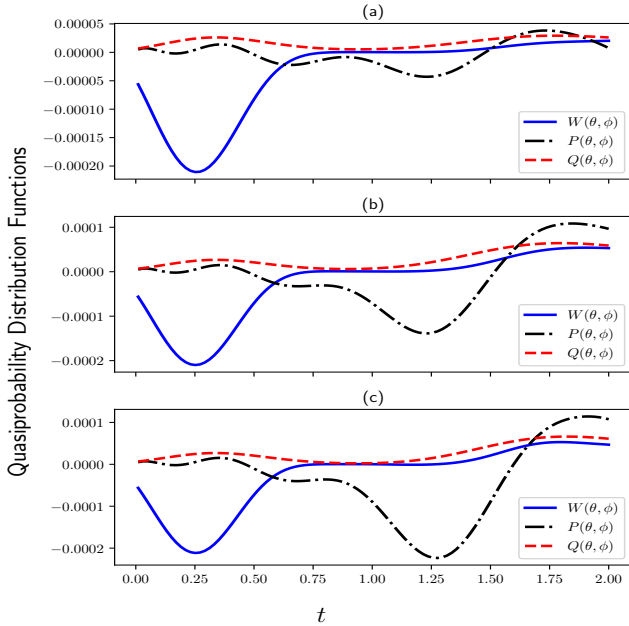 (a)
0.00005
0.00000
−0.00005
−0.00010
−0.00015
−0.00020
W(θ, ϕ)
P(θ, ϕ)
Q(θ, ϕ)
(b)
0.0001
0.0000
−0.0001
−0.0002
W(θ, ϕ)
P(θ, ϕ)
Q(θ, ϕ)
(c)
0.0001
0.0000
−0.0001
−0.0002
W(θ, ϕ)
P(θ, ϕ)
Q(θ, ϕ)
0.00 0.25 0.50 0.75 1.00 1.25 1.50 1.75 2.00
t
Quasiprobability Distribution Functions